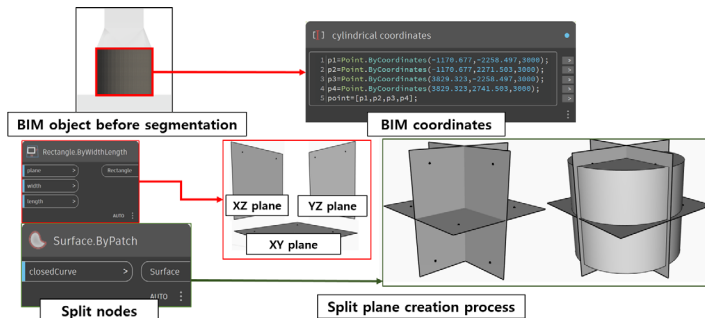 cylindrical coordinates
1 p1=Point.ByCoordinates(-1170.677,-2258.497,3000);
2 p2=Point.ByCoordinates(-1170.677,2271.503,3000);
3 p3=Point.ByCoordinates(3829.323,-2258.497,3000);
4 p4=Point.ByCoordinates(3829.323,2741.503,3000);
5 point=[p1,p2,p3,p4];
BIM object before segmentation
BIM coordinates
Rectangle.ByWidthLength
plane > Rectangle
width >
length >
AUTO
XZ plane
YZ plane
XY plane
Surface.ByPatch
closedCurve > Surface
AUTO
Split nodes
Split plane creation process